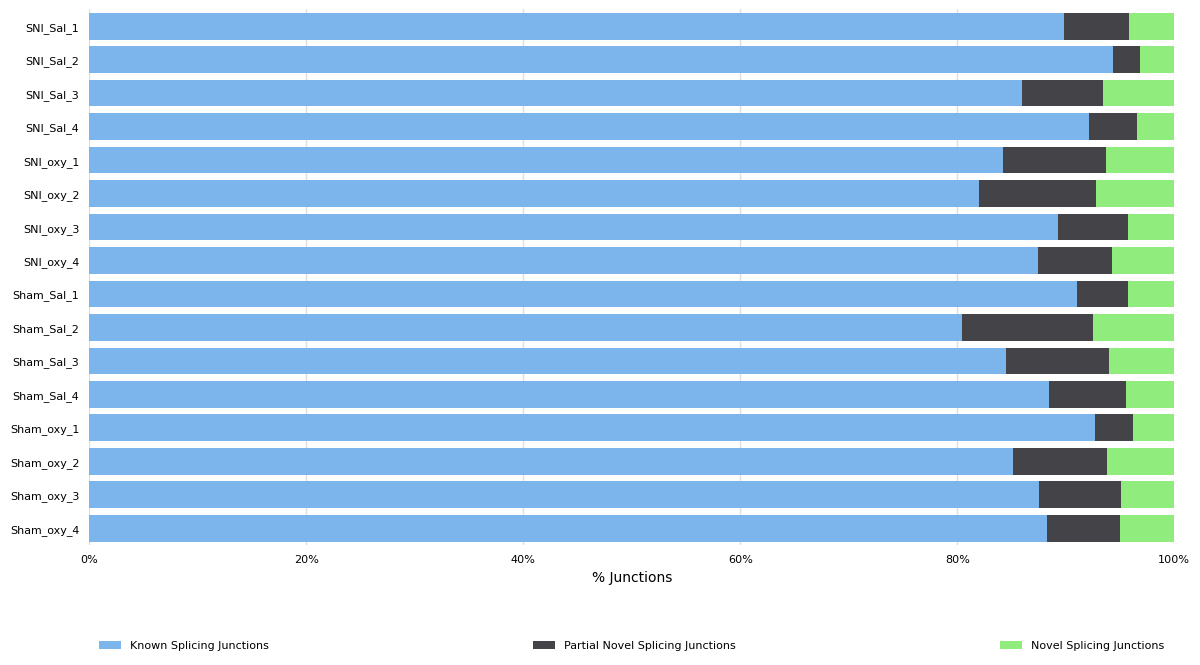 SNI_Sal_1
SNI_Sal_2
SNI_Sal_3
SNI_Sal_4
SNI_oxy_1
SNI_oxy_2
SNI_oxy_3
SNI_oxy_4
Sham_Sal_1
Sham_Sal_2
Sham_Sal_3
Sham_Sal_4
Sham_oxy_1
Sham_oxy_2
Sham_oxy_3
Sham_oxy_4
0% 20% 40% 60% 80% 100%
% Junctions
Known Splicing Junctions Partial Novel Splicing Junctions Novel Splicing Junctions